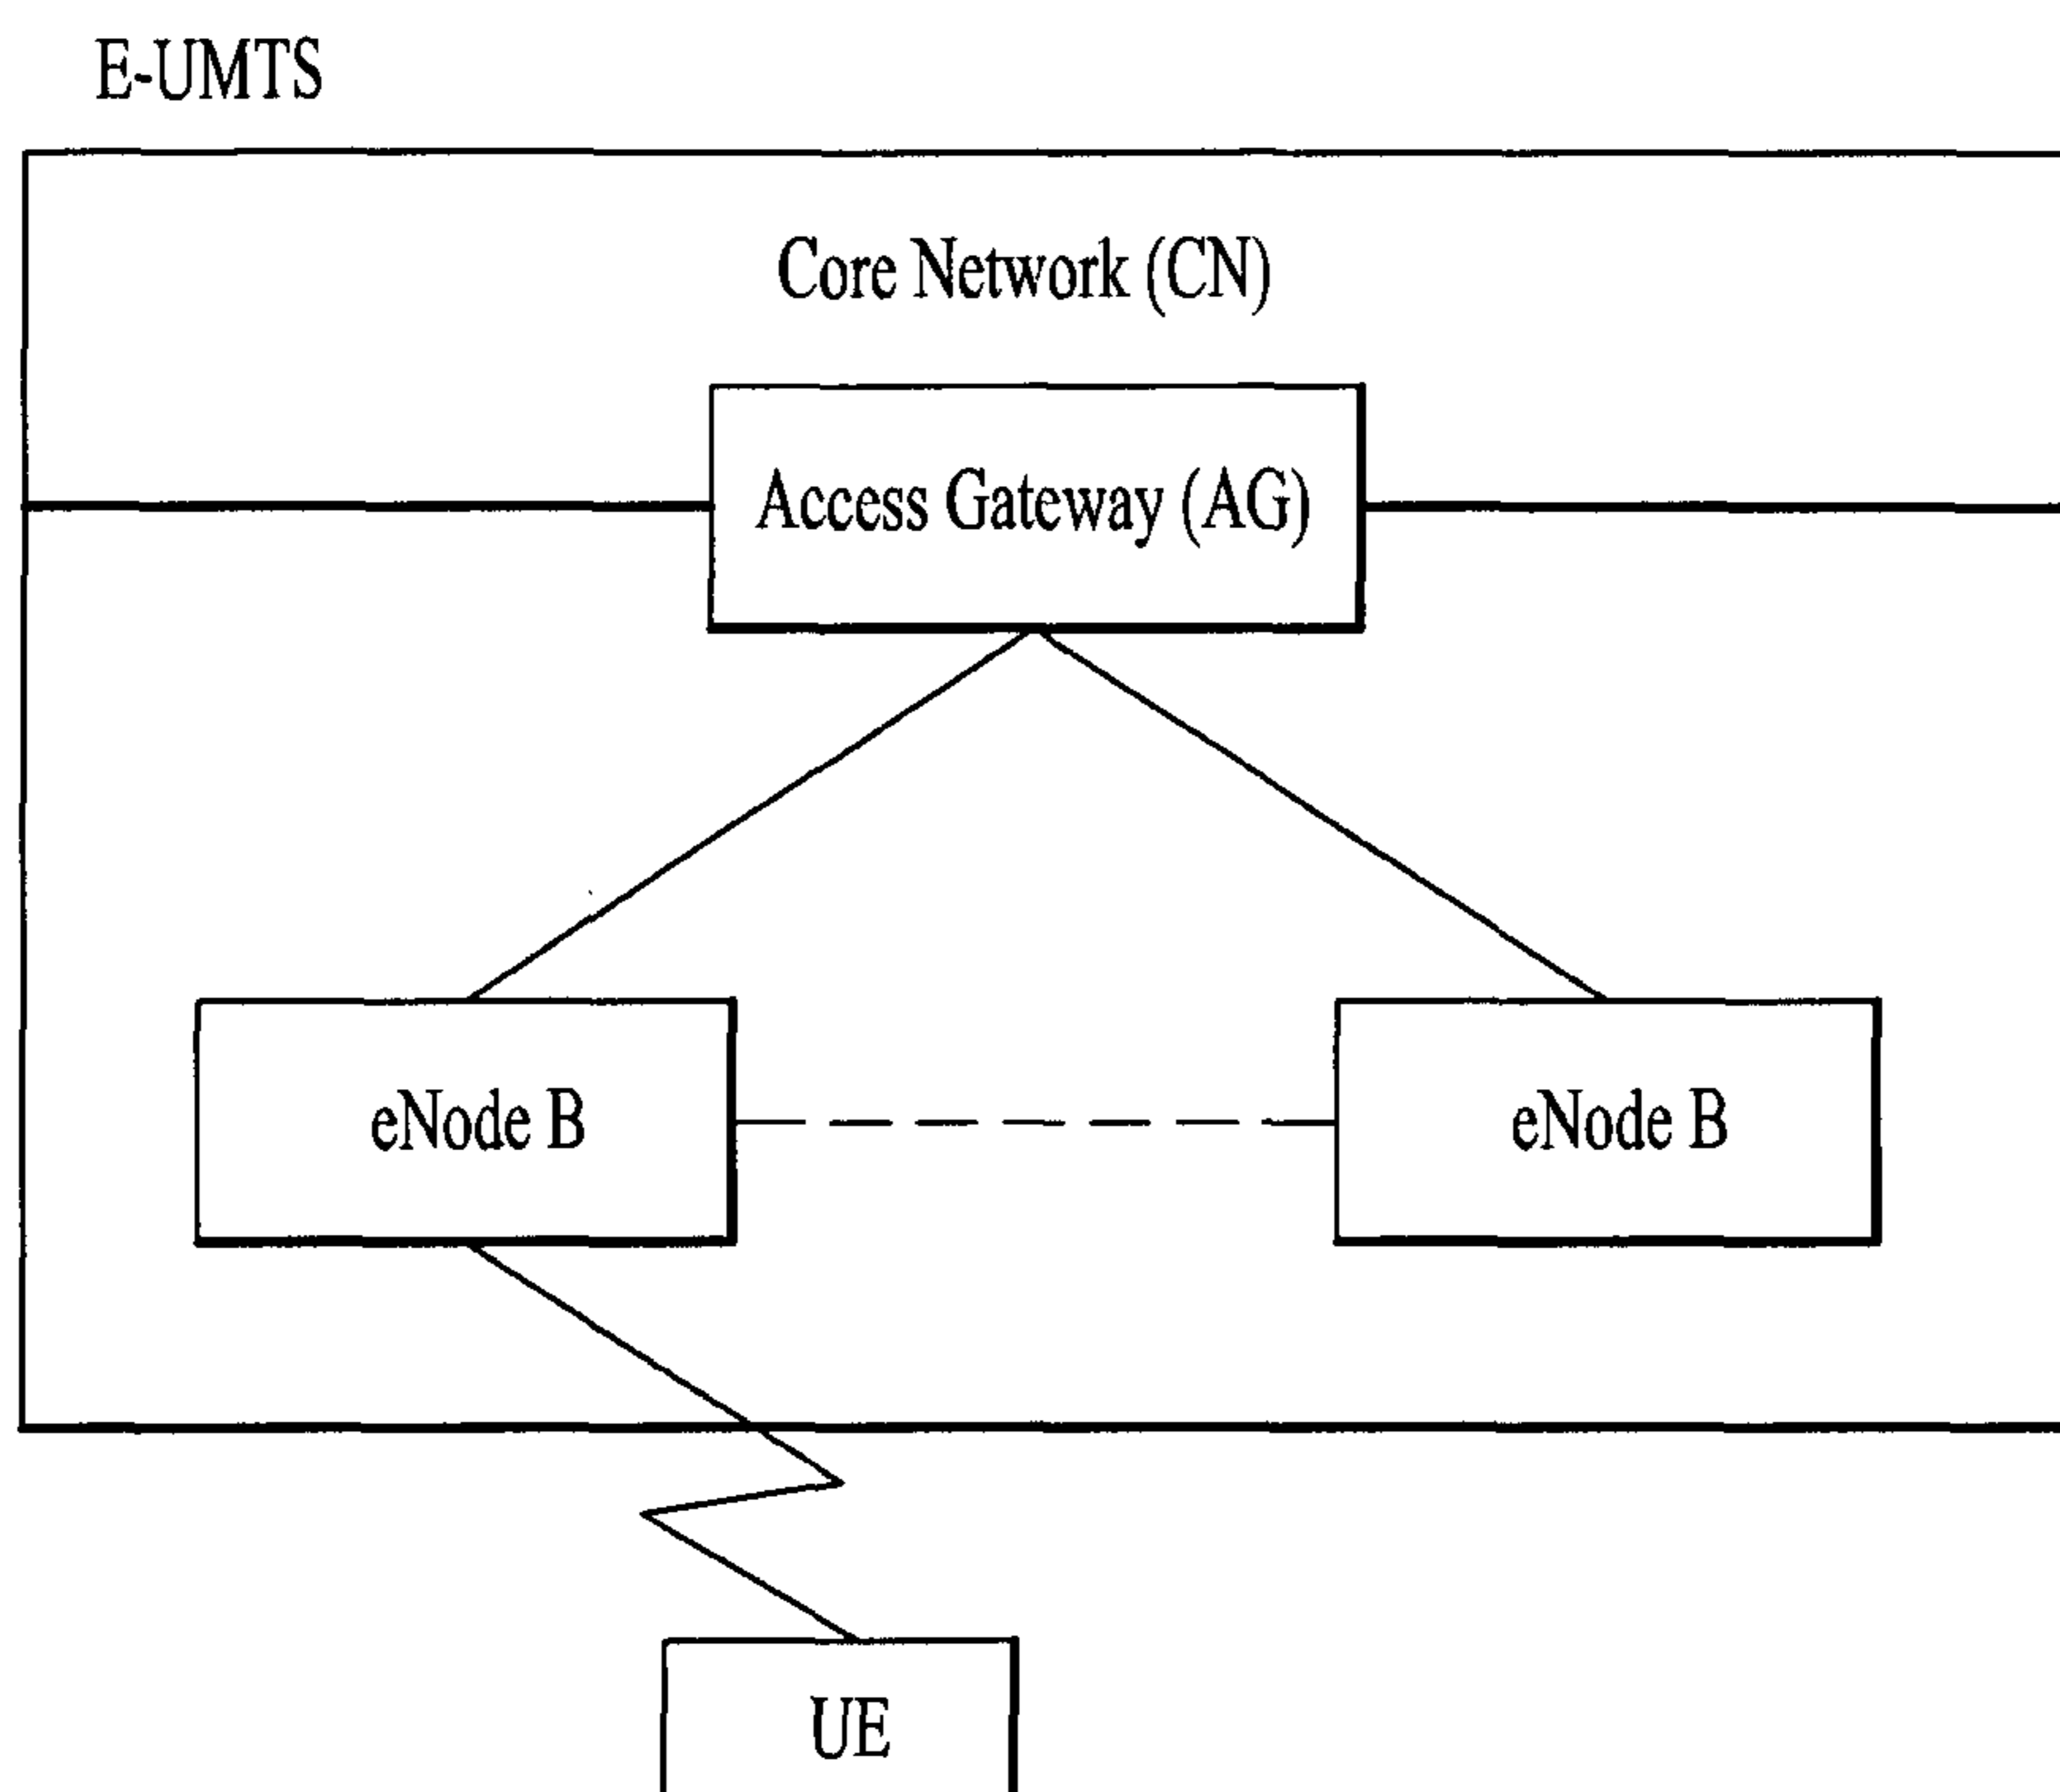 E-UMTS
Core Network (CN)
Access Gateway (AG)
eNode B
eNode B
UE